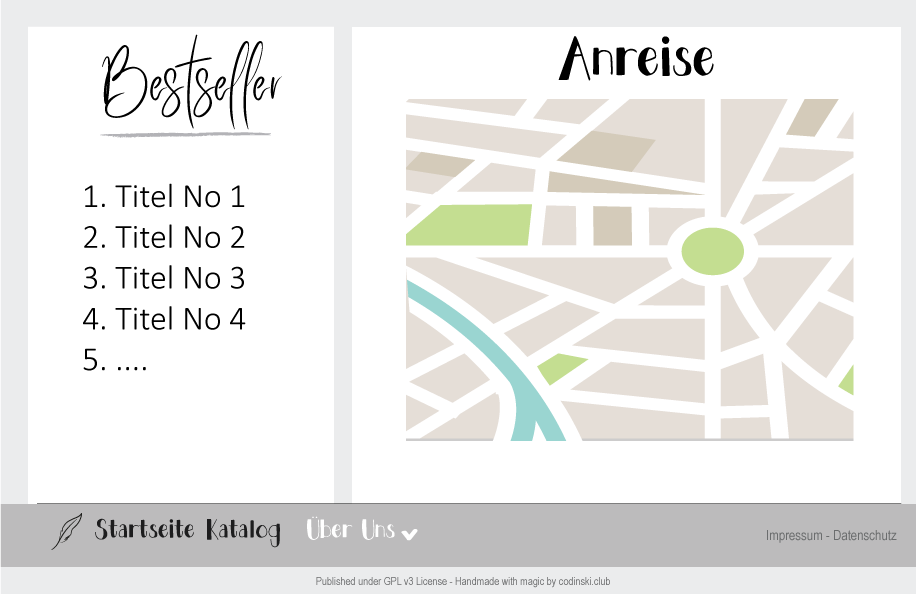 Bestseller
1. Titel No 1
2. Titel No 2
3. Titel No 3
4. Titel No 4
5. ....
Anreise
Startseite Katalog Über Uns
Impressum - Datenschutz
Published under GPL v3 License - Handmade with magic by codinski.club